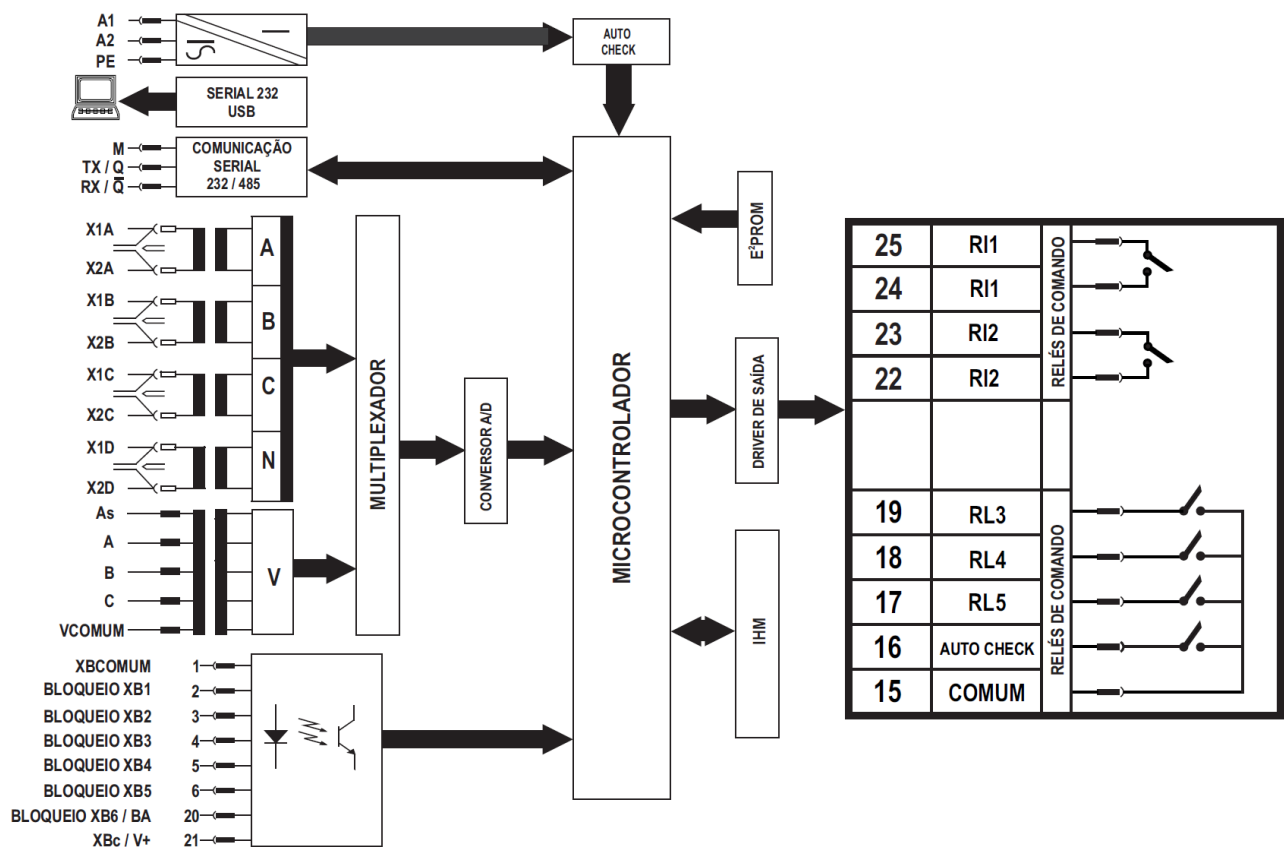 A1
A2
PE
AUTO
CHECK
SERIAL 232
USB
M
TX / Q
RX / Q̅
COMUNICAÇÃO
SERIAL
232 / 485
X1A
X2A
A
X1B
X2B
B
X1C
X2C
C
X1D
X2D
N
As
A
B
C
VCOMUM
V
MULTIPLEXADOR
CONVERSOR A/D
MICROCONTROLADOR
E²PROM
DRIVER DE SAÍDA
IHM
XBCOMUM 1
BLOQUEIO XB1 2
BLOQUEIO XB2 3
BLOQUEIO XB3 4
BLOQUEIO XB4 5
BLOQUEIO XB5 6
BLOQUEIO XB6 / BA 20
XBc / V+ 21
25 RI1
24 RI1
23 RI2
22 RI2
RELÉS DE COMANDO
19 RL3
18 RL4
17 RL5
16 AUTO CHECK
15 COMUM
RELÉS DE COMANDO